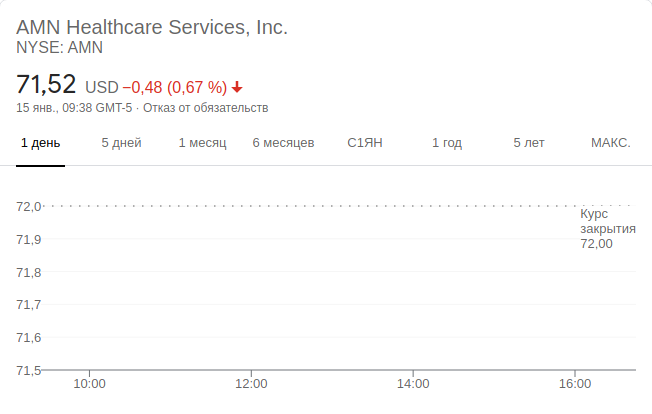 AMN Healthcare Services, Inc.
NYSE: AMN
71,52 USD −0,48 (0,67 %)
15 янв., 09:38 GMT-5 · Отказ от обязательств
1 день 5 дней 1 месяц 6 месяцев С1ЯН 1 год 5 лет МАКС.
72,0
Курс
закрытия
72,00
71,9
71,8
71,7
71,6
71,5
10:00 12:00 14:00 16:00